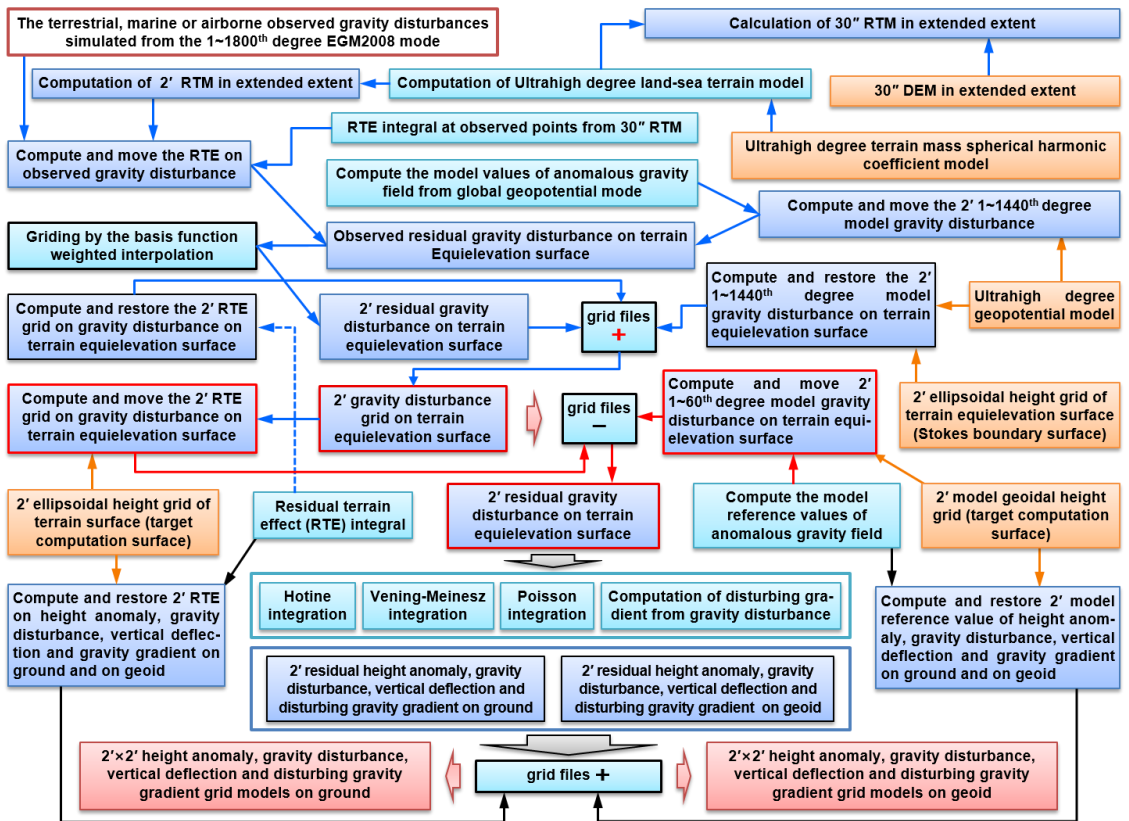 The terrestrial, marine or airborne observed gravity disturbances
simulated from the 1~1800th degree EGM2008 mode
Calculation of 30″ RTM in extended extent
Computation of 2′ RTM in extended extent
Computation of Ultrahigh degree land-sea terrain model
30″ DEM in extended extent
RTE integral at observed points from 30″ RTM
Ultrahigh degree terrain mass spherical harmonic
coefficient model
Compute and move the RTE on
observed gravity disturbance
Compute the model values of anomalous gravity
field from global geopotential mode
Compute and move the 2′ 1~1440th degree
model gravity disturbance
Griding by the basis function
weighted interpolation
Observed residual gravity disturbance on terrain
Equielevation surface
Compute and restore the 2′ RTE
grid on gravity disturbance on
terrain equielevation surface
2′ residual gravity
disturbance on terrain
equielevation surface
grid files
+
Compute and restore the 2′
1~1440th degree model
gravity disturbance on terrain
equielevation surface
Ultrahigh degree
geopotential model
Compute and move the 2′ RTE
grid on gravity disturbance on
terrain equielevation surface
2′ gravity disturbance
grid on terrain
equielevation surface
grid files
−
Compute and move 2′
1~60th degree model gravity
disturbance on terrain equi-
elevation surface
2′ ellipsoidal height grid of
terrain equielevation surface
(Stokes boundary surface)
2′ ellipsoidal height grid of
terrain surface (target
computation surface)
Residual terrain
effect (RTE) integral
2′ residual gravity
disturbance on terrain
equielevation surface
Compute the model
reference values of
anomalous gravity field
2′ model geoidal height
grid (target computation
surface)
Compute and restore 2′ RTE
on height anomaly, gravity
disturbance, vertical deflec-
tion and gravity gradient on
ground and on geoid
Hotine
integration
Vening-Meinesz
integration
Poisson
integration
Computation of disturbing gra-
dient from gravity disturbance
Compute and restore 2′ model
reference value of height anom-
aly, gravity disturbance, vertical
deflection and gravity gradient
on ground and on geoid
2′ residual height anomaly, gravity
disturbance, vertical deflection and
disturbing gravity gradient on ground
2′ residual height anomaly, gravity
disturbance, vertical deflection and
disturbing gravity gradient on geoid
2′×2′ height anomaly, gravity disturbance,
vertical deflection and disturbing gravity
gradient grid models on ground
grid files +
2′×2′ height anomaly, gravity disturbance,
vertical deflection and disturbing gravity
gradient grid models on geoid